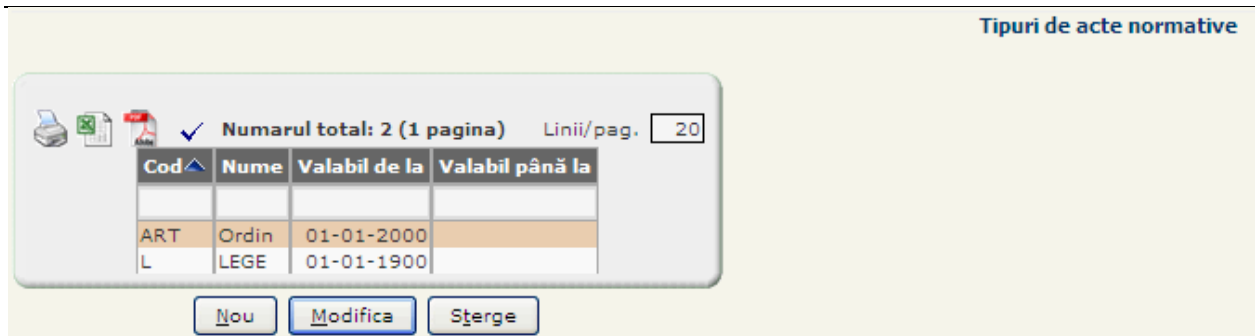 Tipuri de acte normative
Numarul total: 2 (1 pagina) Linii/pag. 20
Cod Nume Valabil de la Valabil până la
ART Ordin 01-01-2000
L LEGE 01-01-1900
Nou Modifica Sterge